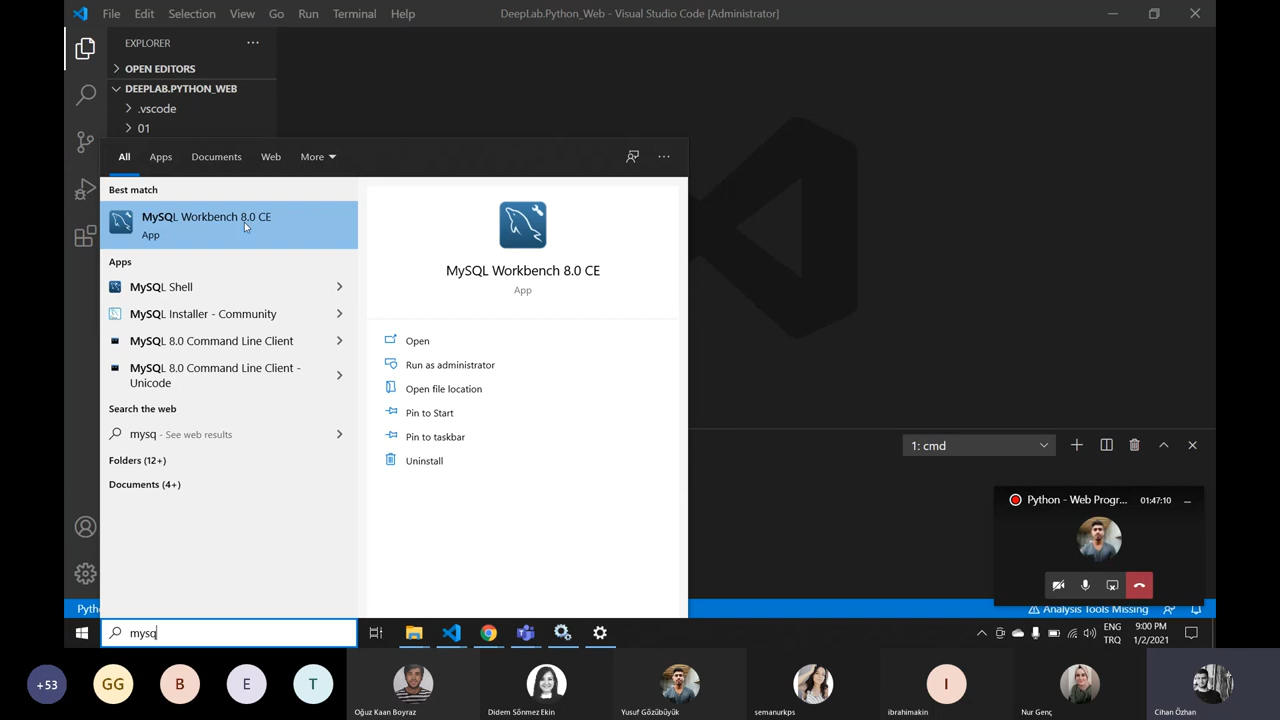 File Edit Selection View Go Run Terminal Help DeepLab.Python_Web - Visual Studio Code [Administrator]
EXPLORER
OPEN EDITORS
DEEPLAB.PYTHON_WEB
.vscode
01
All Apps Documents Web More
Best match
MySQL Workbench 8.0 CE
App
Apps
MySQL Shell
MySQL Installer - Community
MySQL 8.0 Command Line Client
MySQL 8.0 Command Line Client -
Unicode
Search the web
mysq - See web results
Folders (12+)
Documents (4+)
MySQL Workbench 8.0 CE
App
Open
Run as administrator
Open file location
Pin to Start
Pin to taskbar
Uninstall
1: cmd
Python - Web Progr... 01:47:10
Pyth
Analysis Tools Missing
mysq
ENG
TRQ
9:00 PM
1/2/2021
+53
GG
B
E
T
I
Oğuz Kaan Boyraz
Didem Sönmez Ekin
Yusuf Gözübüyük
semanurkps
ibrahimakin
Nur Genç
Cihan Özhan